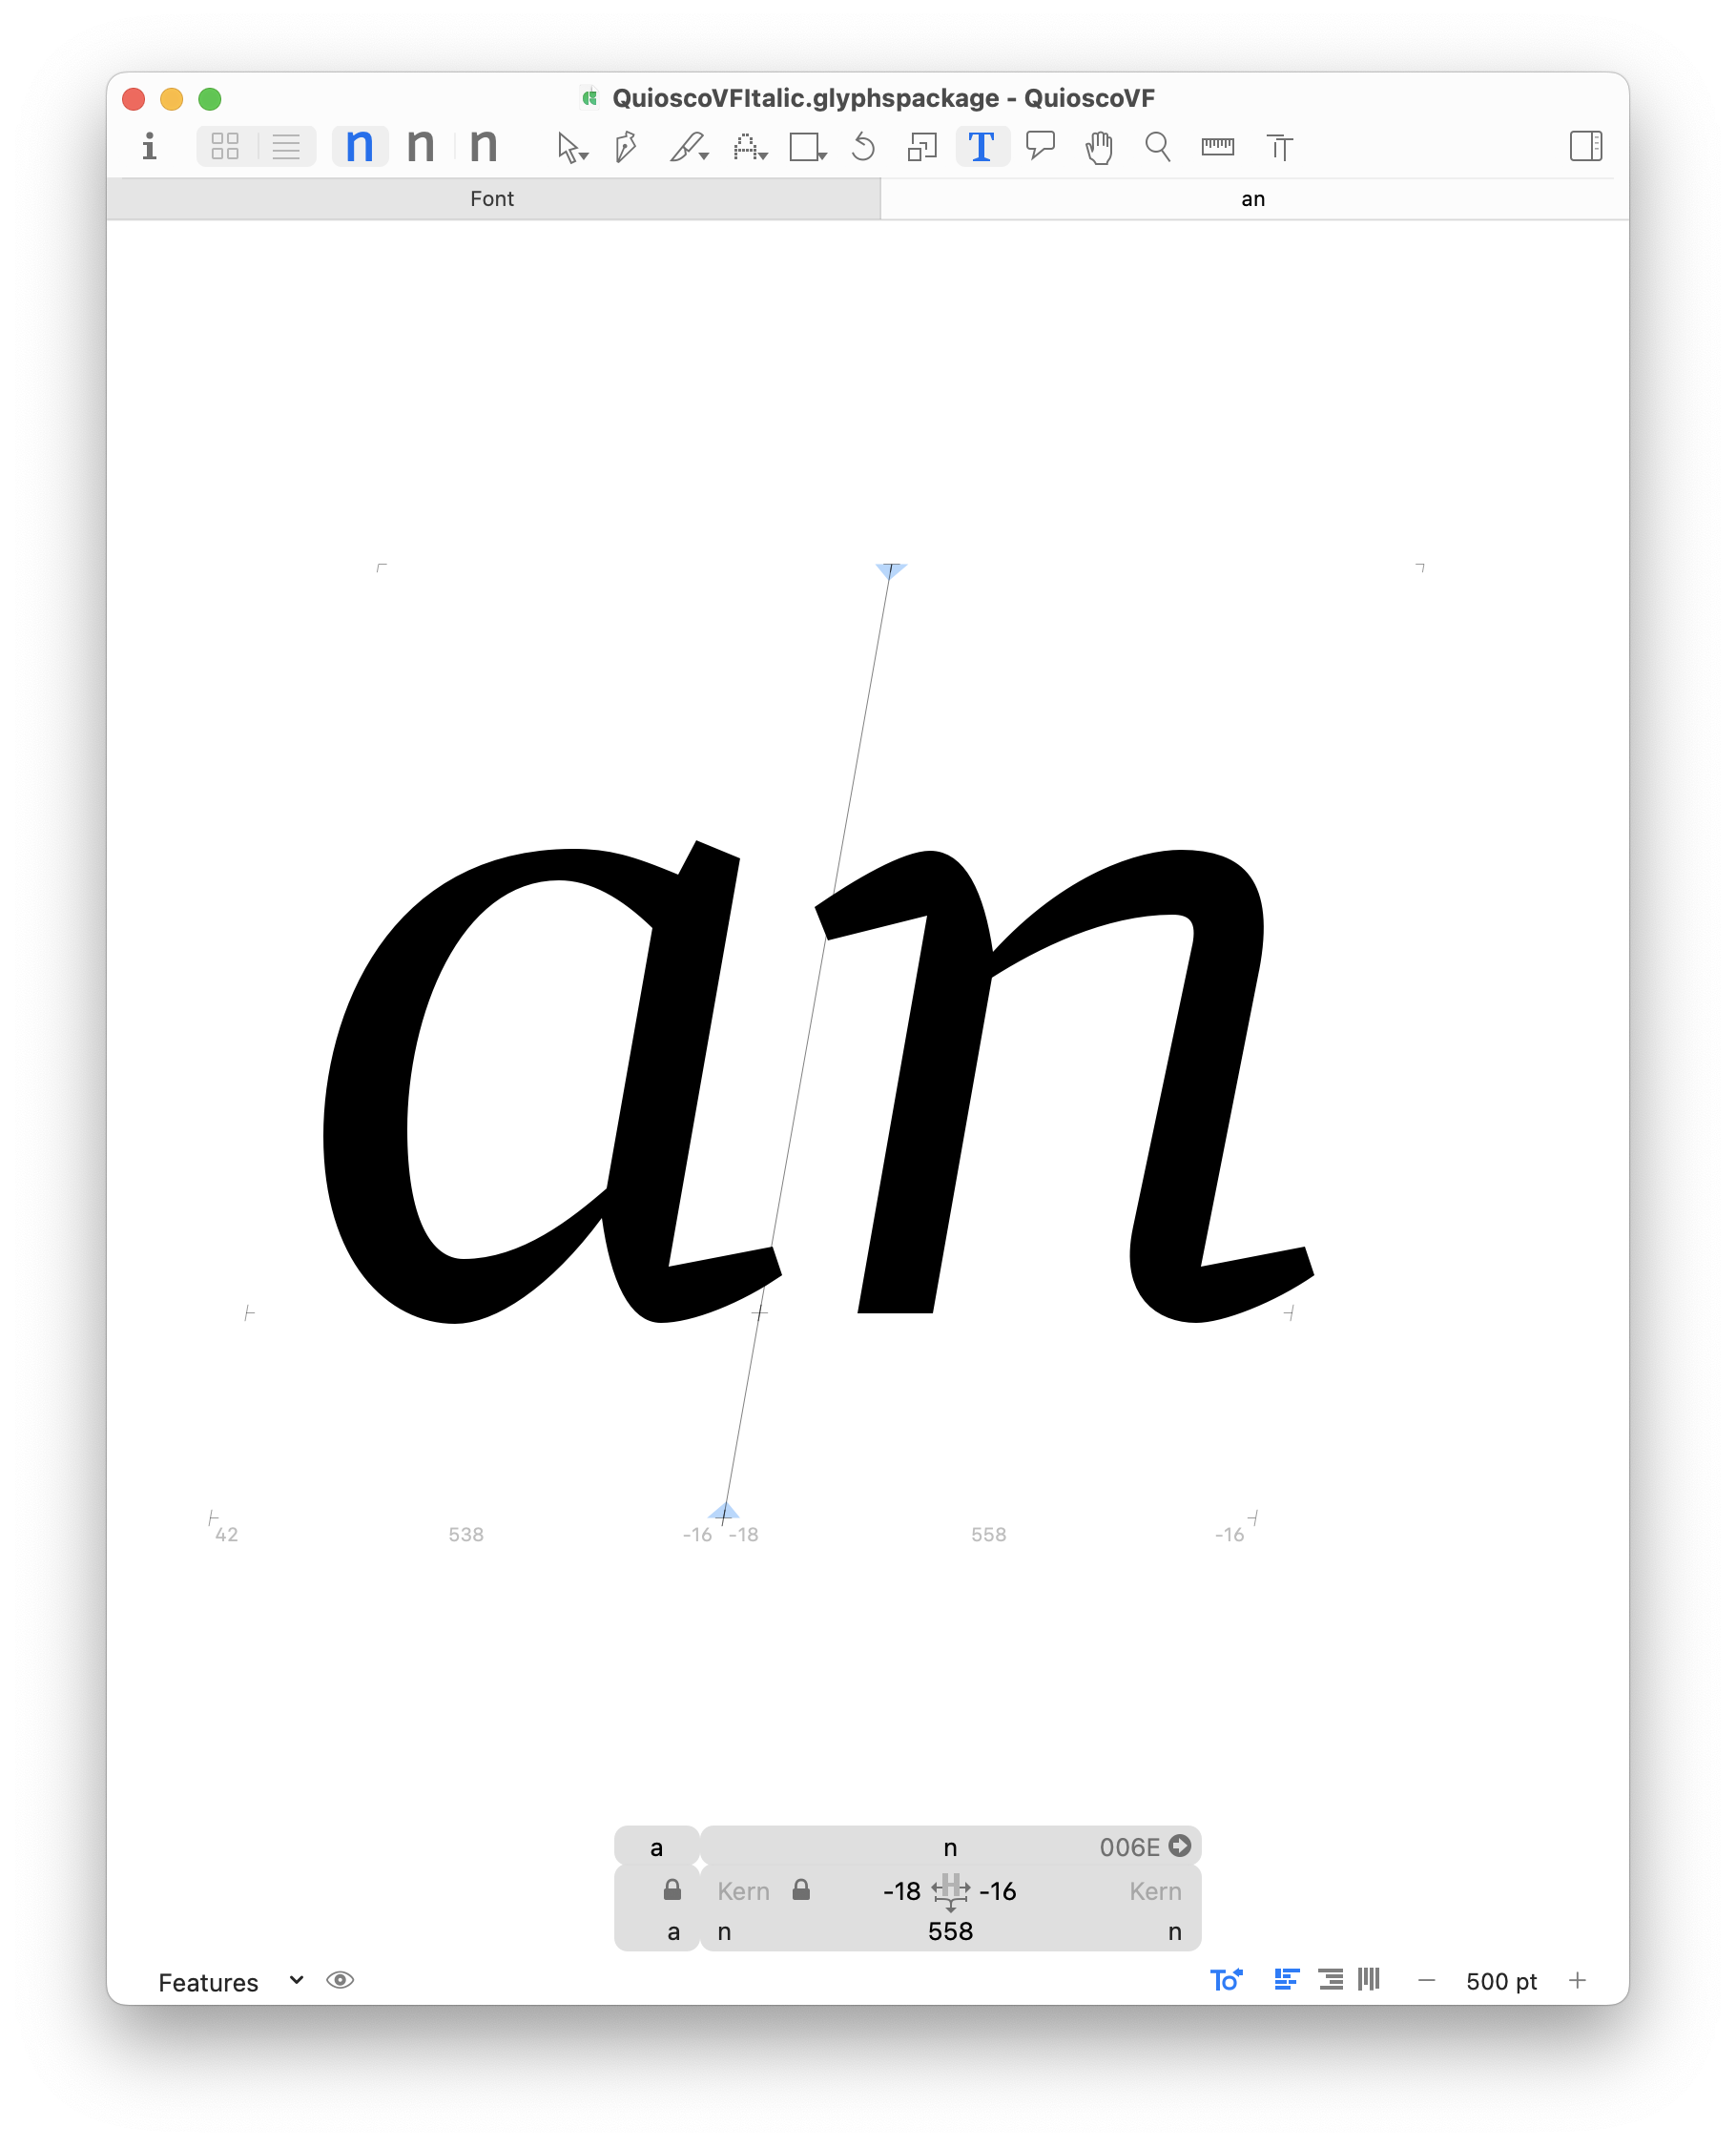 QuioscoVFItalic.glyphspackage - QuioscoVF
n n n T
Font an
an
42 538 -16 -18 558 -16
a n 006E
Kern -18 H -16 Kern
a n 558 n
Features To 500 pt